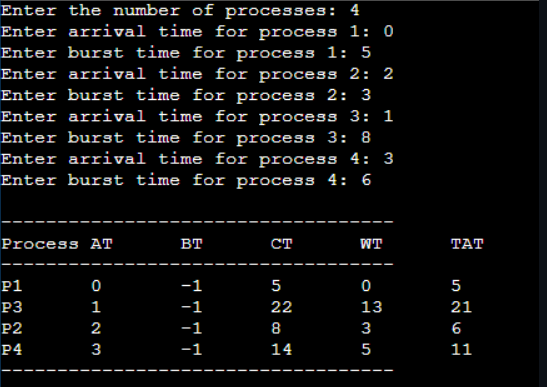 Enter the number of processes: 4
Enter arrival time for process 1: 0
Enter burst time for process 1: 5
Enter arrival time for process 2: 2
Enter burst time for process 2: 3
Enter arrival time for process 3: 1
Enter burst time for process 3: 8
Enter arrival time for process 4: 3
Enter burst time for process 4: 6
-----------------------------------
Process AT BT CT WT TAT
-----------------------------------
P1 0 -1 5 0 5
P3 1 -1 22 13 21
P2 2 -1 8 3 6
P4 3 -1 14 5 11
-----------------------------------